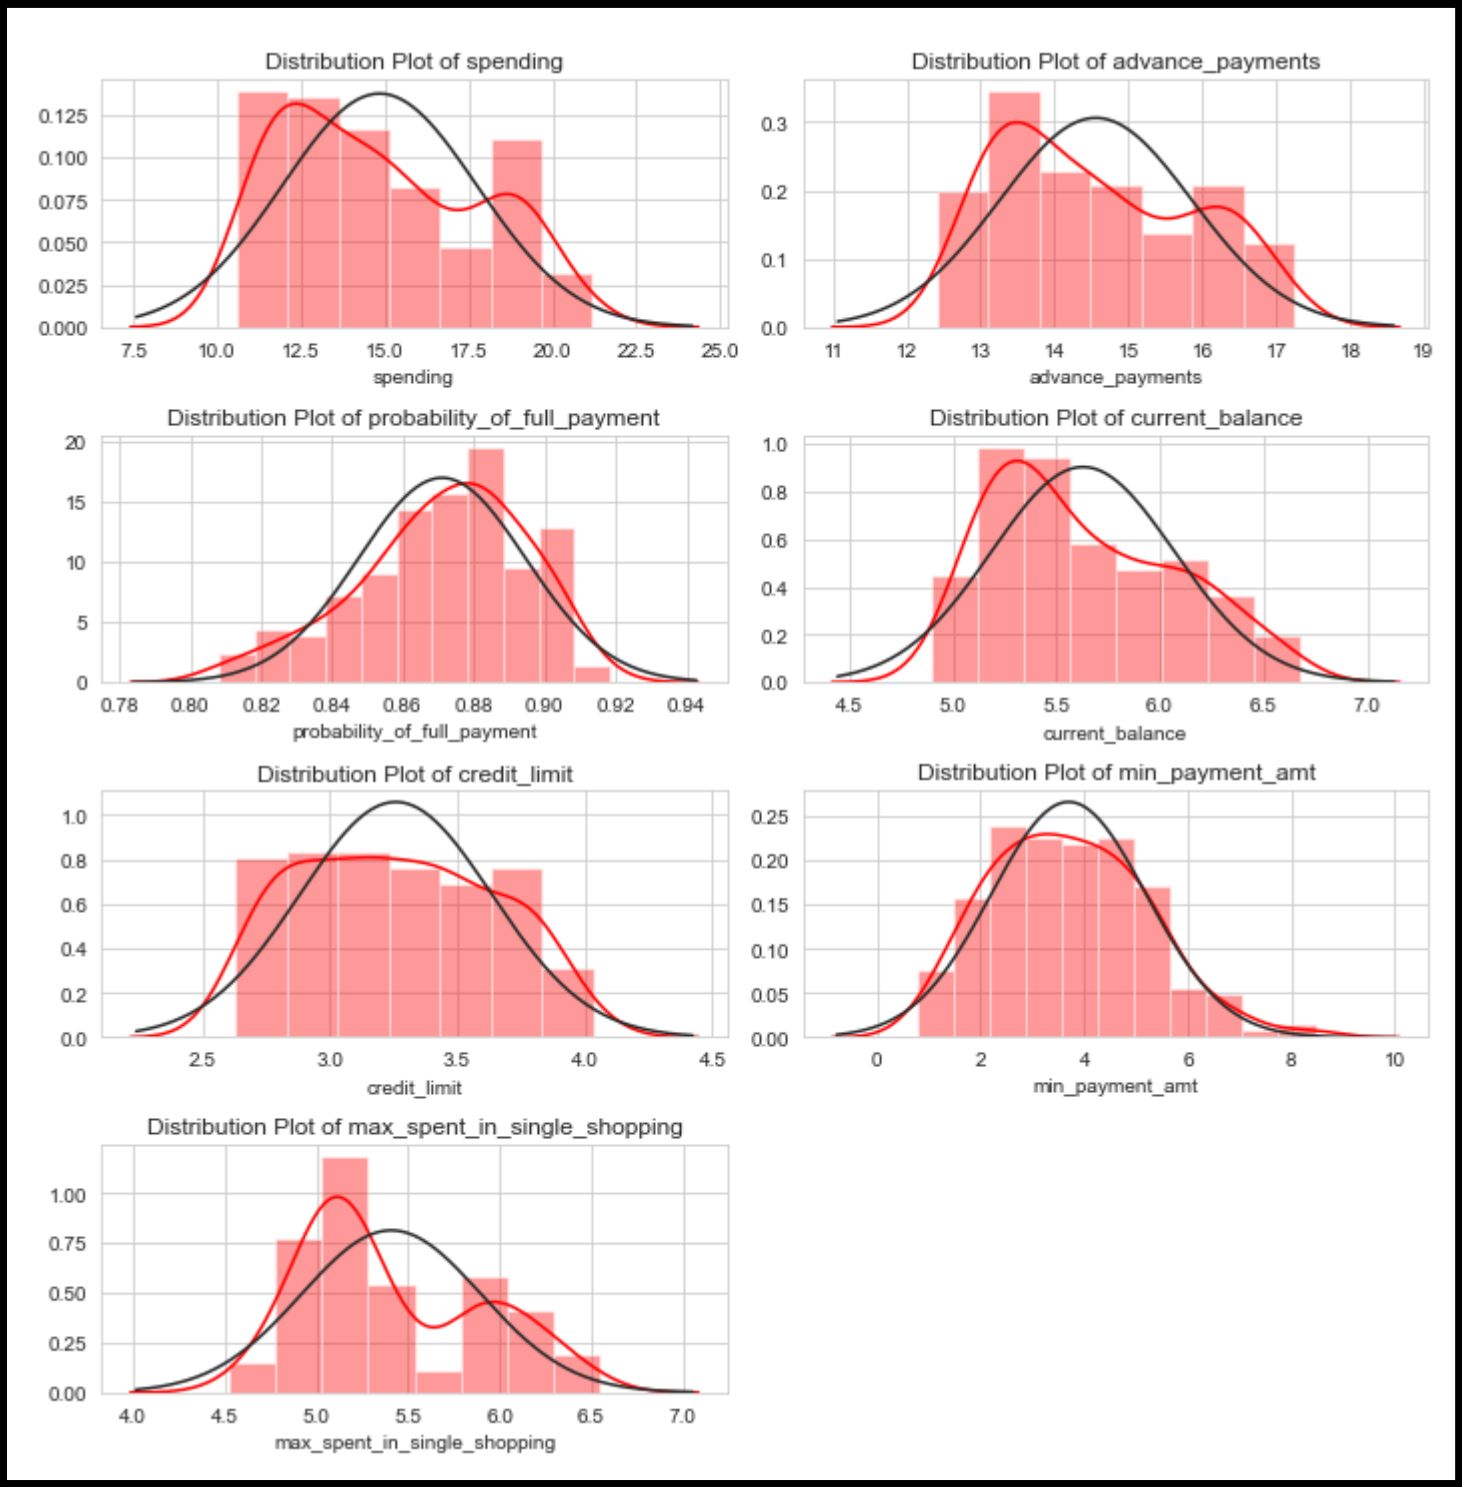 Distribution Plot of spending
0.125
0.100
0.075
0.050
0.025
0.000
7.5 10.0 12.5 15.0 17.5 20.0 22.5 25.0
spending
Distribution Plot of advance_payments
0.3
0.2
0.1
0.0
11 12 13 14 15 16 17 18 19
advance_payments
Distribution Plot of probability_of_full_payment
20
15
10
5
0
0.78 0.80 0.82 0.84 0.86 0.88 0.90 0.92 0.94
probability_of_full_payment
Distribution Plot of current_balance
1.0
0.8
0.6
0.4
0.2
0.0
4.5 5.0 5.5 6.0 6.5 7.0
current_balance
Distribution Plot of credit_limit
1.0
0.8
0.6
0.4
0.2
0.0
2.5 3.0 3.5 4.0 4.5
credit_limit
Distribution Plot of min_payment_amt
0.25
0.20
0.15
0.10
0.05
0.00
0 2 4 6 8 10
min_payment_amt
Distribution Plot of max_spent_in_single_shopping
1.00
0.75
0.50
0.25
0.00
4.0 4.5 5.0 5.5 6.0 6.5 7.0
max_spent_in_single_shopping